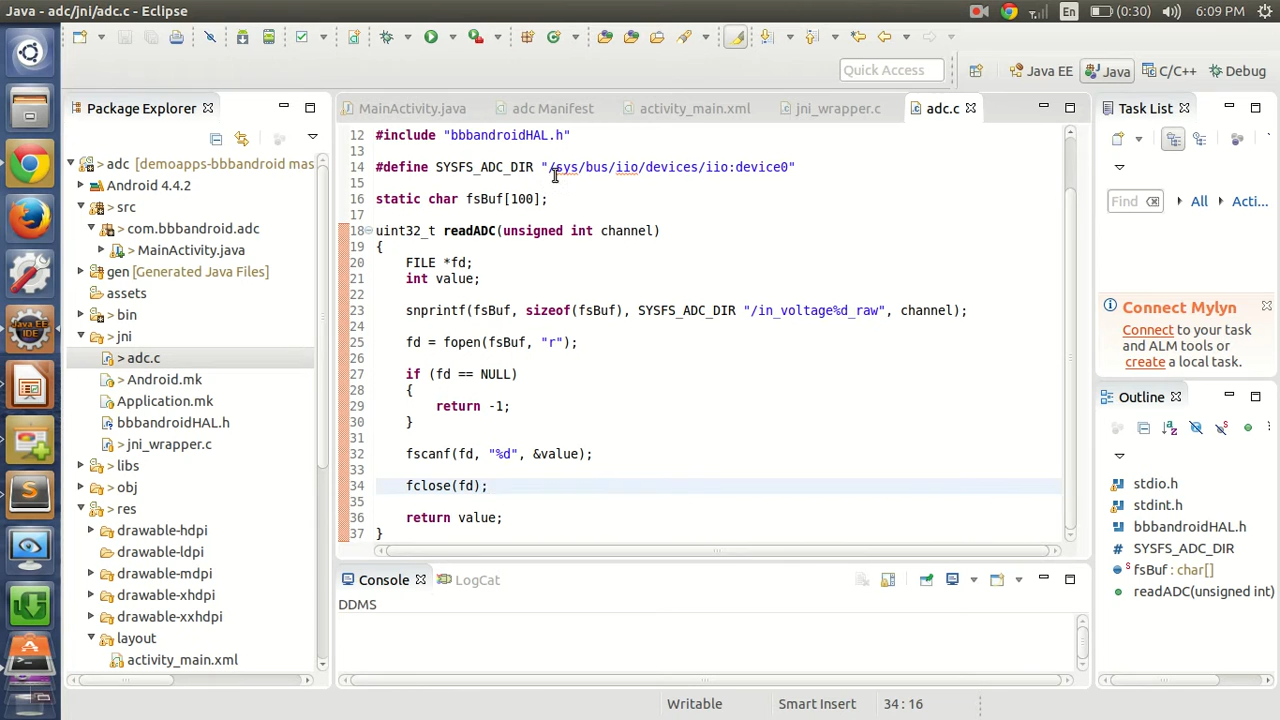 Java - adc/jni/adc.c - Eclipse
En
(0:30)
6:09 PM
Quick Access
Java EE
Java
C/C++
Debug
Package Explorer
> adc [demoapps-bbbandroid mas
Android 4.4.2
> src
> com.bbbandroid.adc
> MainActivity.java
gen [Generated Java Files]
assets
> bin
> jni
> adc.c
> Android.mk
Application.mk
bbbandroidHAL.h
> jni_wrapper.c
> libs
> obj
> res
drawable-hdpi
drawable-ldpi
drawable-mdpi
drawable-xhdpi
drawable-xxhdpi
layout
activity_main.xml
MainActivity.java
adc Manifest
activity_main.xml
jni_wrapper.c
adc.c
12 #include "bbbandroidHAL.h"
13
14 #define SYSFS_ADC_DIR "/sys/bus/iio/devices/iio:device0"
15
16 static char fsBuf[100];
17
18 uint32_t readADC(unsigned int channel)
19 {
20 FILE *fd;
21 int value;
22
23 snprintf(fsBuf, sizeof(fsBuf), SYSFS_ADC_DIR "/in_voltage%d_raw", channel);
24
25 fd = fopen(fsBuf, "r");
26
27 if (fd == NULL)
28 {
29 return -1;
30 }
31
32 fscanf(fd, "%d", &value);
33
34 fclose(fd);
35
36 return value;
37 }
Console
LogCat
DDMS
Task List
Find
All
Acti...
Connect Mylyn
Connect to your task
and ALM tools or
create a local task.
Outline
stdio.h
stdint.h
bbbandroidHAL.h
SYSFS_ADC_DIR
fsBuf : char[]
readADC(unsigned int)
Writable
Smart Insert
34 : 16